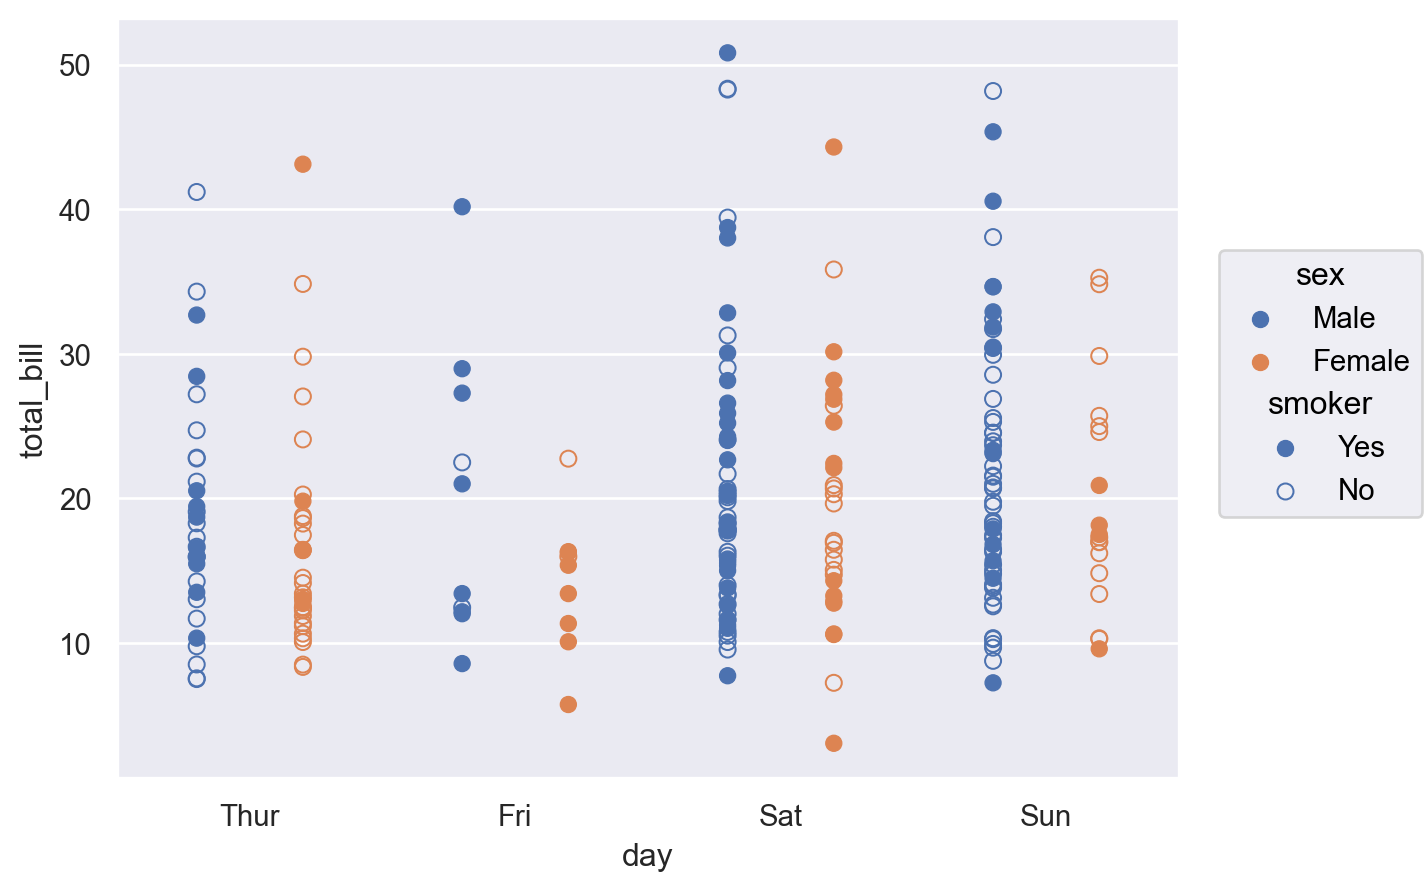 50
40
30
20
10
total_bill
Thur
Fri
Sat
Sun
day
sex
Male
Female
smoker
Yes
No